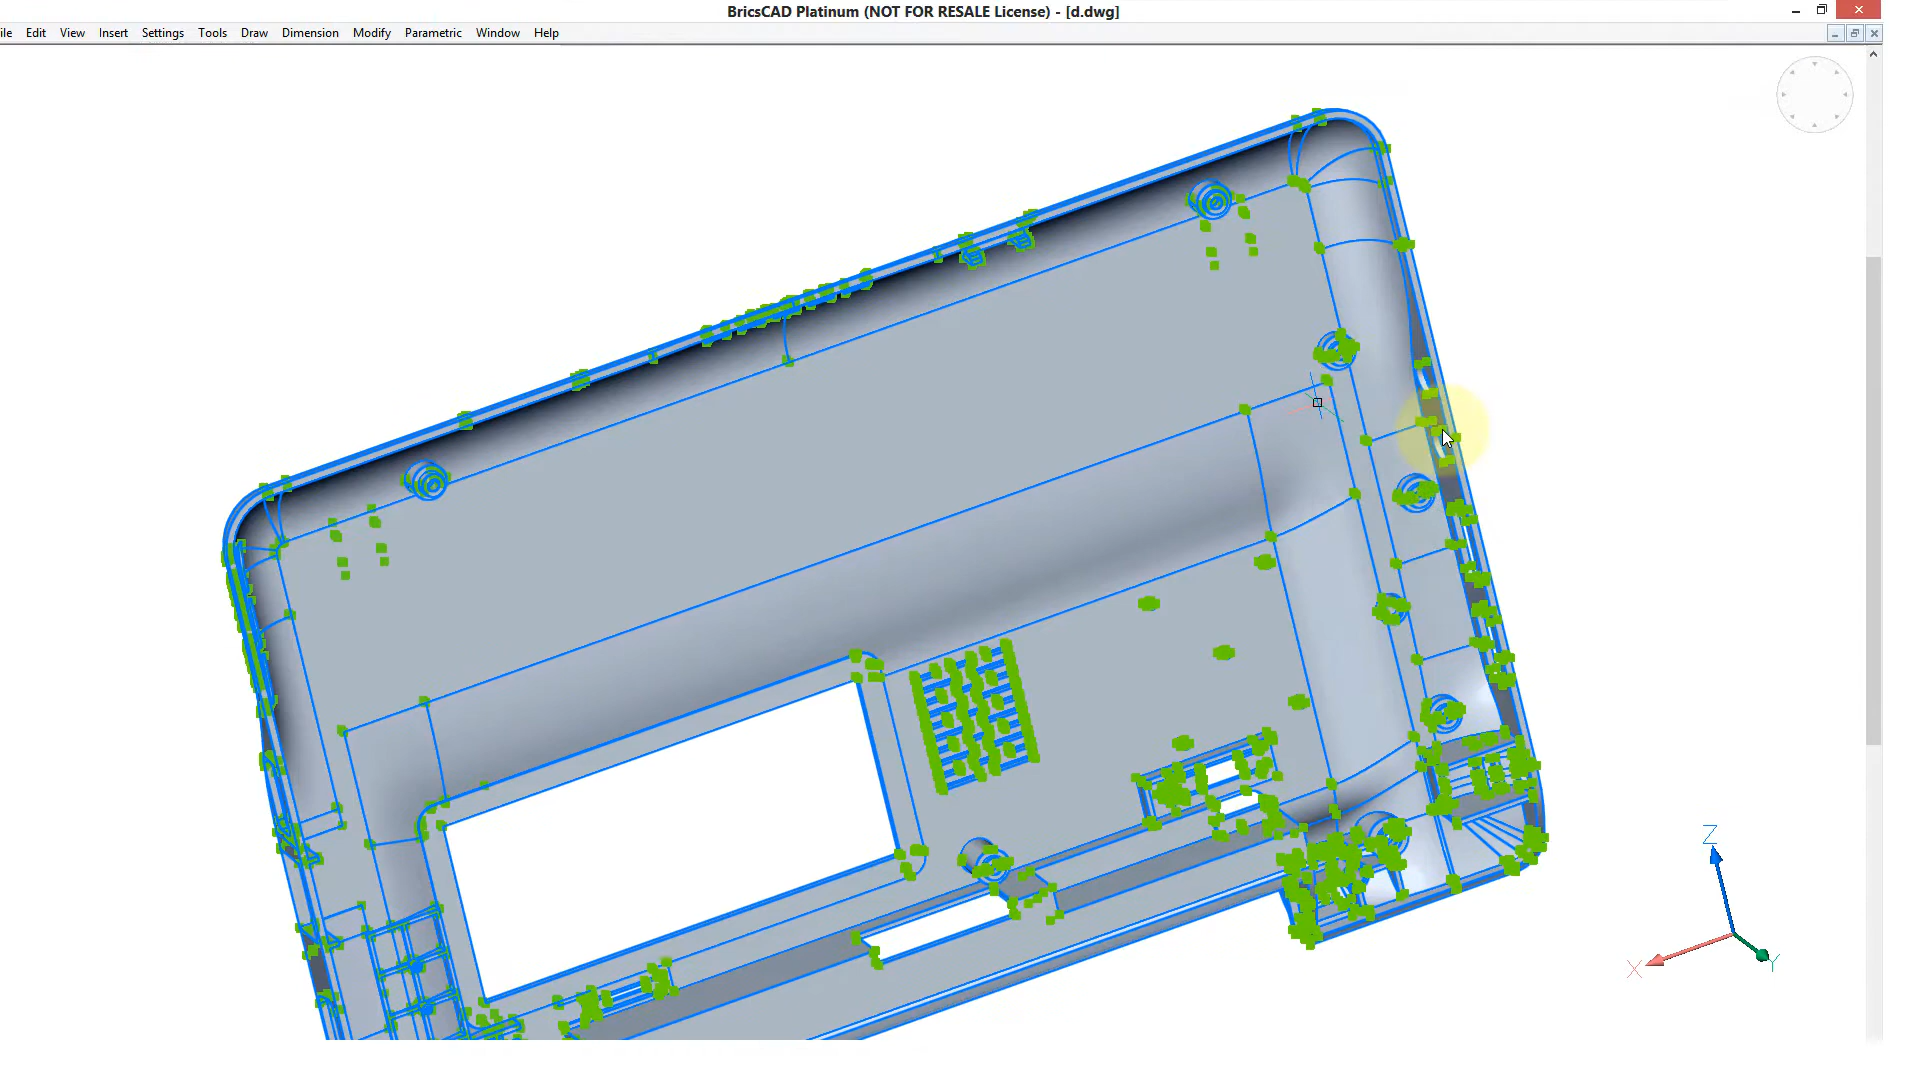 BricsCAD Platinum (NOT FOR RESALE License) - [d.dwg]
ile Edit View Insert Settings Tools Draw Dimension Modify Parametric Window Help
Z
X
Y